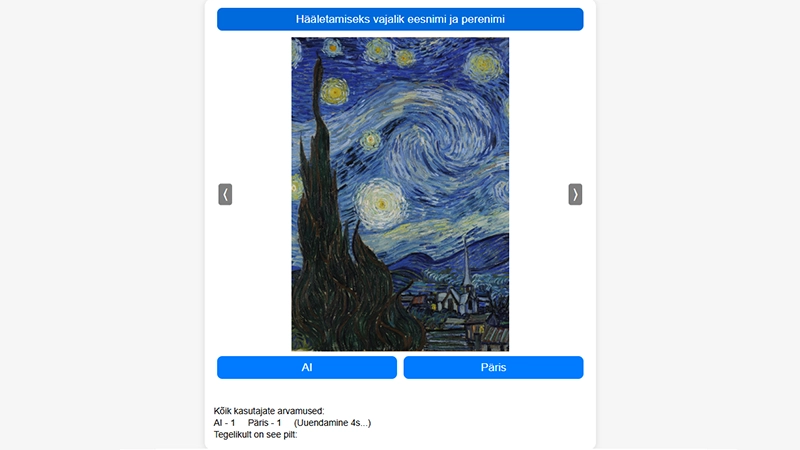 Hääletamiseks vajalik eesnimi ja perenimi
AI
Päris
Kõik kasutajate arvamused:
AI - 1 Päris - 1 (Uuendamine 4s...)
Tegelikult on see pilt: